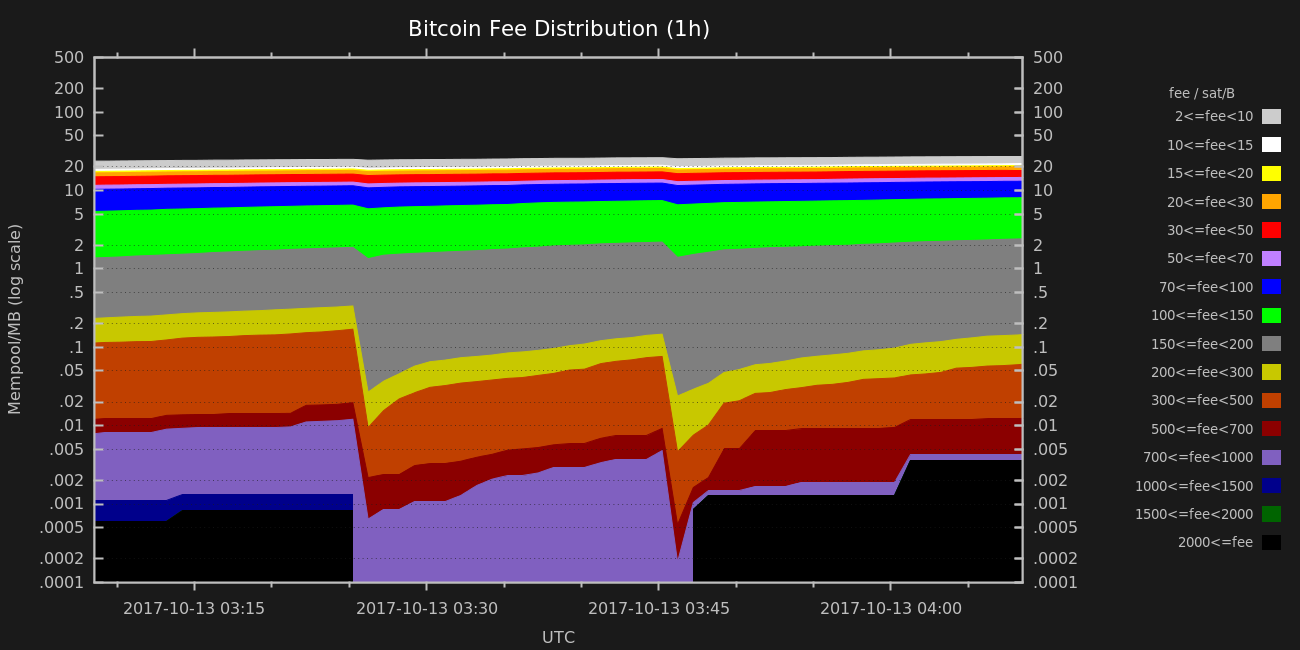 Bitcoin Fee Distribution (1h)
Mempool/MB (log scale)
500
200
100
50
20
10
5
2
1
.5
.2
.1
.05
.02
.01
.005
.002
.001
.0005
.0002
.0001
500
200
100
50
20
10
5
2
1
.5
.2
.1
.05
.02
.01
.005
.002
.001
.0005
.0002
.0001
2017-10-13 03:15
2017-10-13 03:30
2017-10-13 03:45
2017-10-13 04:00
UTC
fee / sat/B
2<=fee<10
10<=fee<15
15<=fee<20
20<=fee<30
30<=fee<50
50<=fee<70
70<=fee<100
100<=fee<150
150<=fee<200
200<=fee<300
300<=fee<500
500<=fee<700
700<=fee<1000
1000<=fee<1500
1500<=fee<2000
2000<=fee